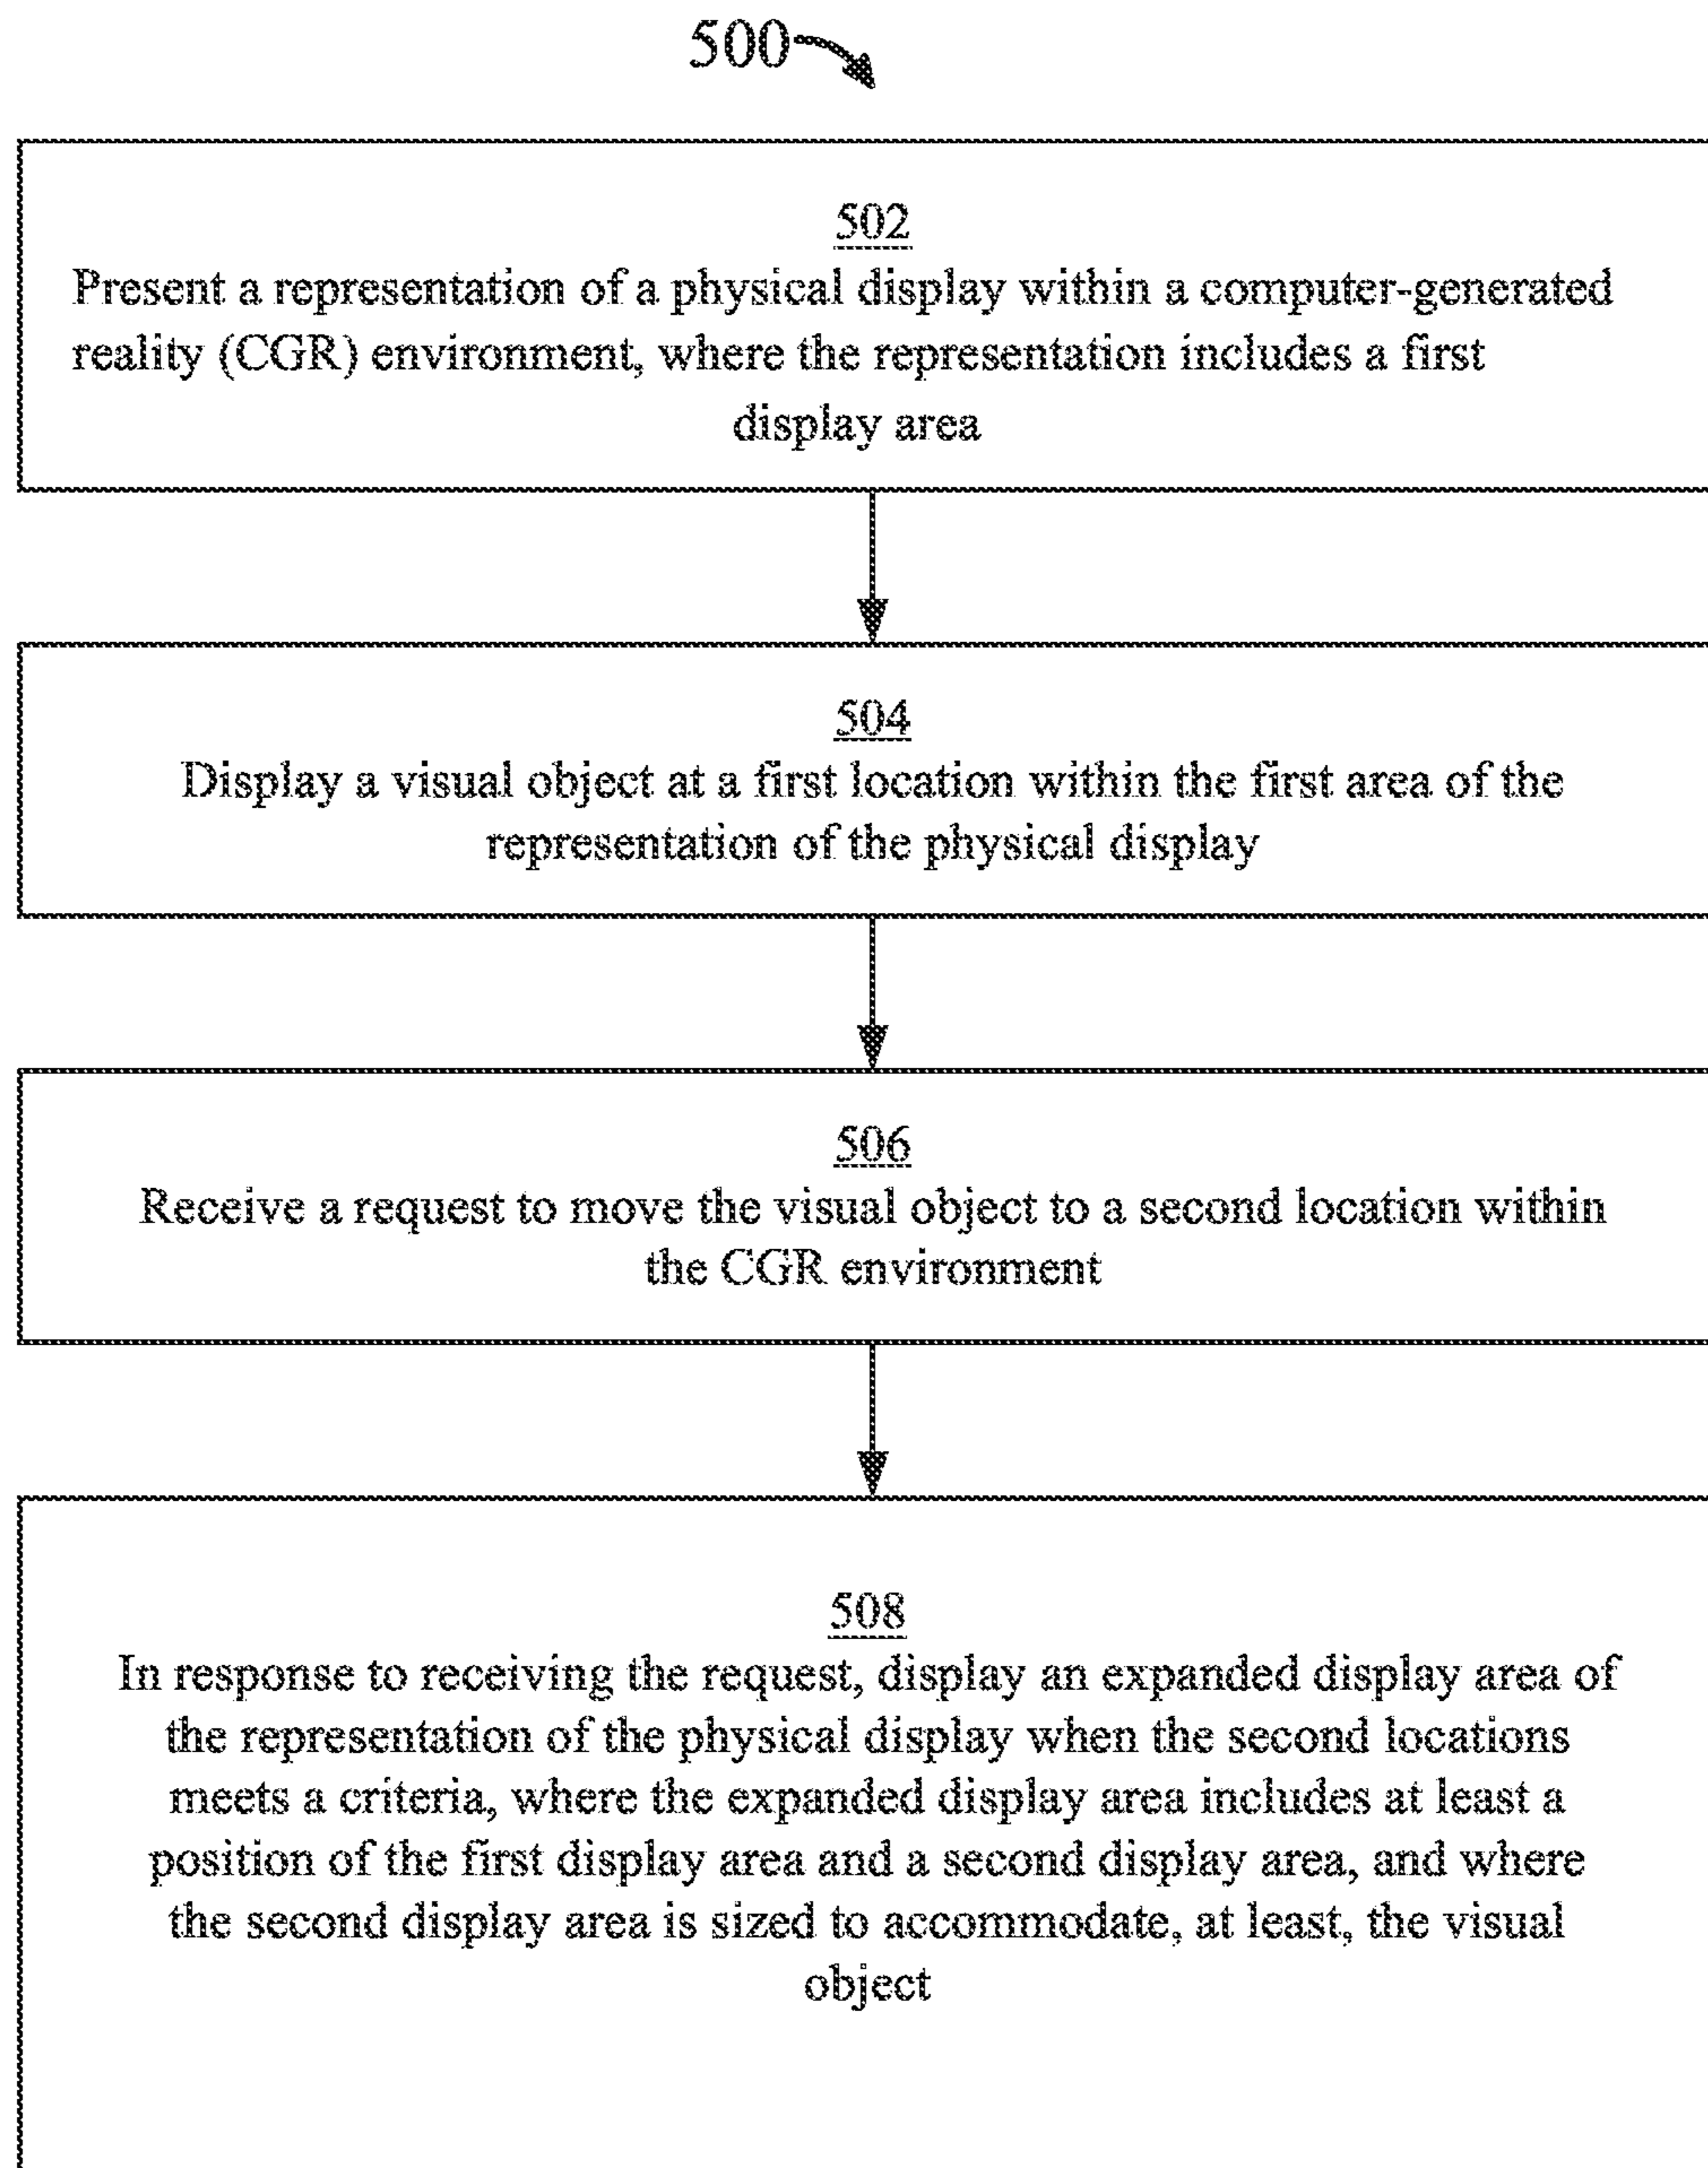 500
502
Present a representation of a physical display within a computer-generated
reality (CGR) environment, where the representation includes a first
display area
504
Display a visual object at a first location within the first area of the
representation of the physical display
506
Receive a request to move the visual object to a second location within
the CGR environment
508
In response to receiving the request, display an expanded display area of
the representation of the physical display when the second locations
meets a criteria, where the expanded display area includes at least a
position of the first display area and a second display area, and where
the second display area is sized to accommodate, at least, the visual
object